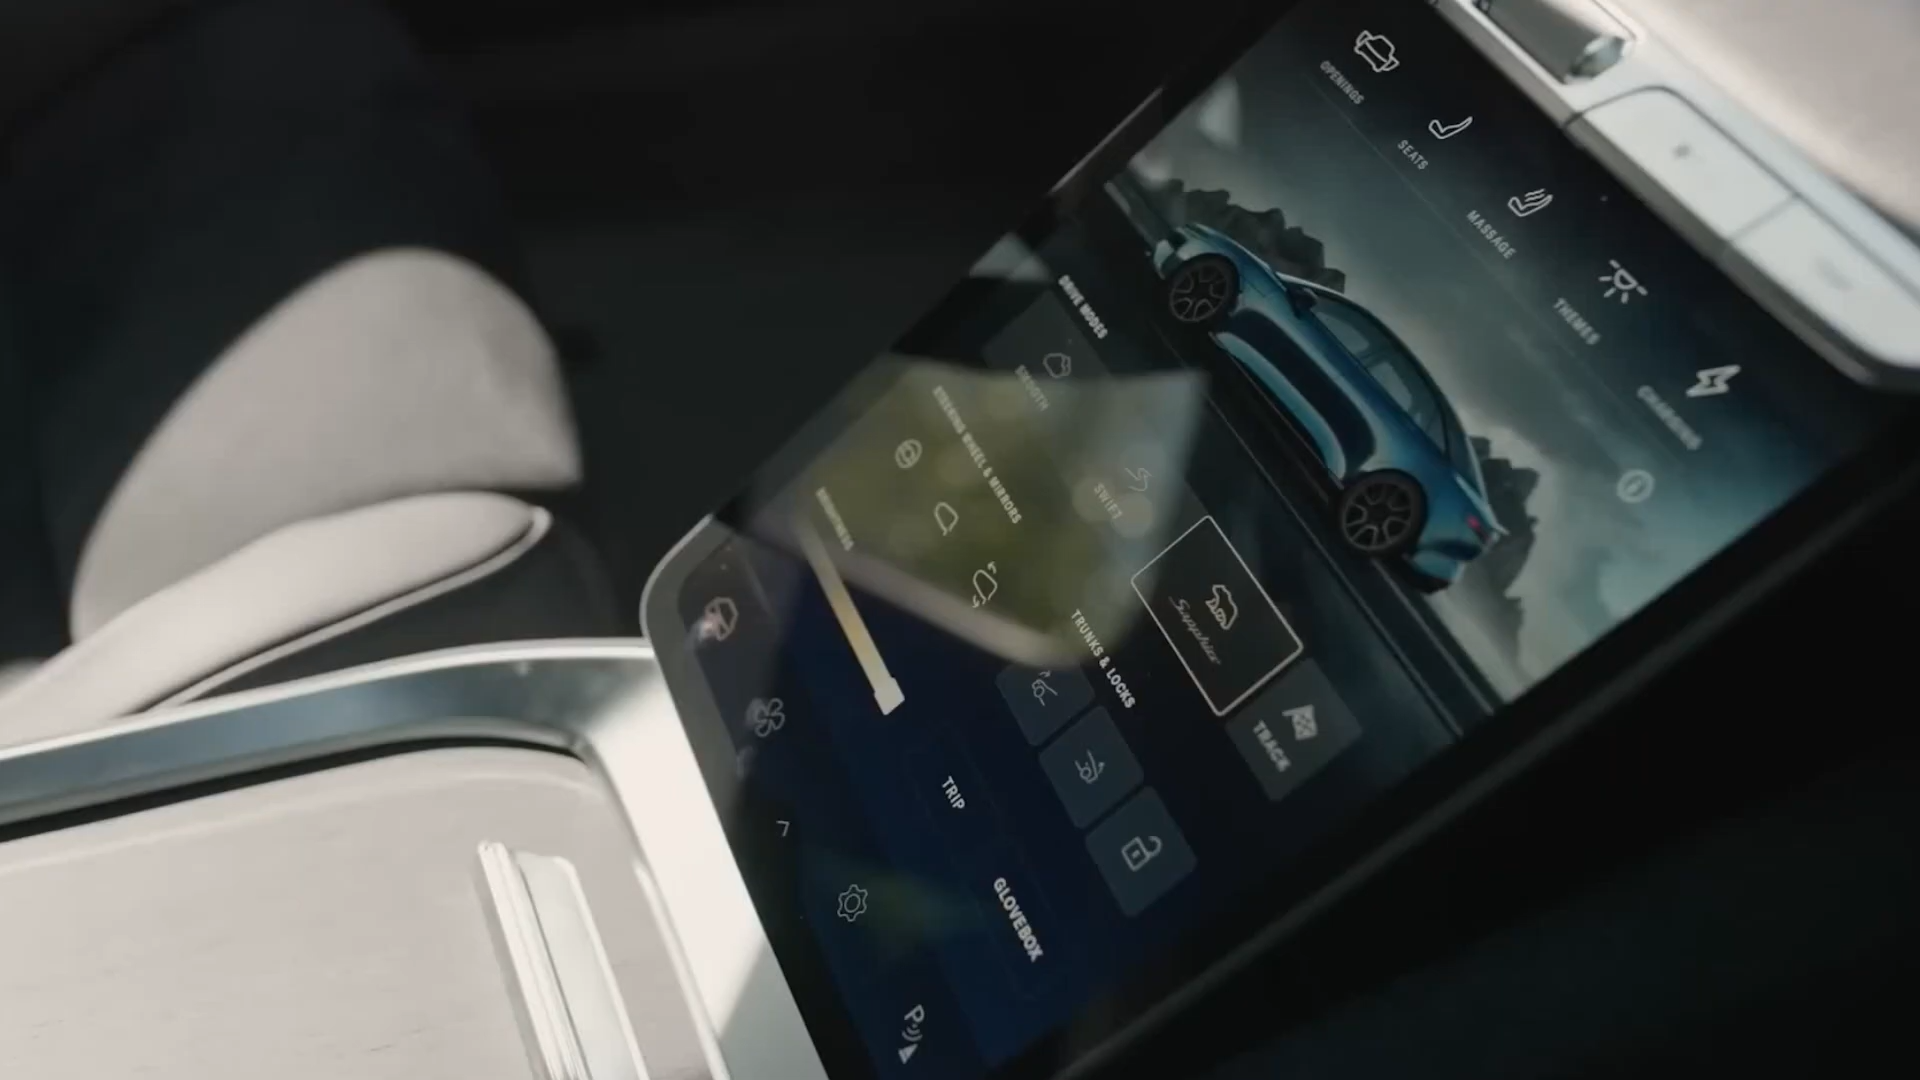 OPENINGS
SEATS
MASSAGE
THEMES
CHARGING
DRIVE MODES
SMOOTH
SWIFT
Sapphire
TRACK
STEERING WHEEL & MIRRORS
TRUNKS & LOCKS
BRIGHTNESS
TRIP
GLOVEBOX
P